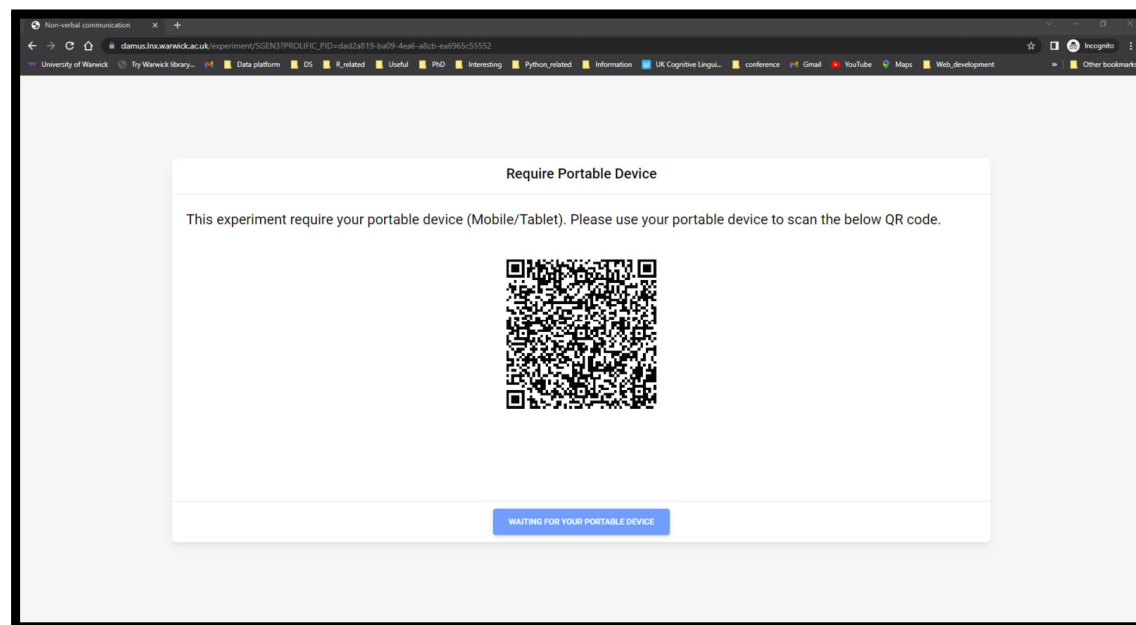 Non-verbal communication
damus.lnx.warwick.ac.uk/experiment/SGEN3?PROLIFIC_PID=dad2a819-ba09-4ea6-a8cb-ea6965c55552
Incognito
University of Warwick Try Warwick library... Data platform DS R_related Useful PhD Interesting Python_related Information UK Cognitive Lingui... conference Gmail YouTube Maps Web_development » Other bookmarks
Require Portable Device
This experiment require your portable device (Mobile/Tablet). Please use your portable device to scan the below QR code.
WAITING FOR YOUR PORTABLE DEVICE